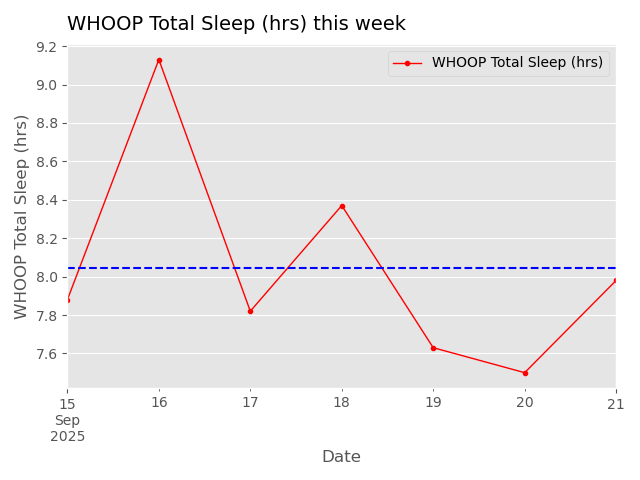 WHOOP Total Sleep (hrs) this week
WHOOP Total Sleep (hrs)
WHOOP Total Sleep (hrs)
9.2
9.0
8.8
8.6
8.4
8.2
8.0
7.8
7.6
15 16 17 18 19 20 21
Sep
2025
Date